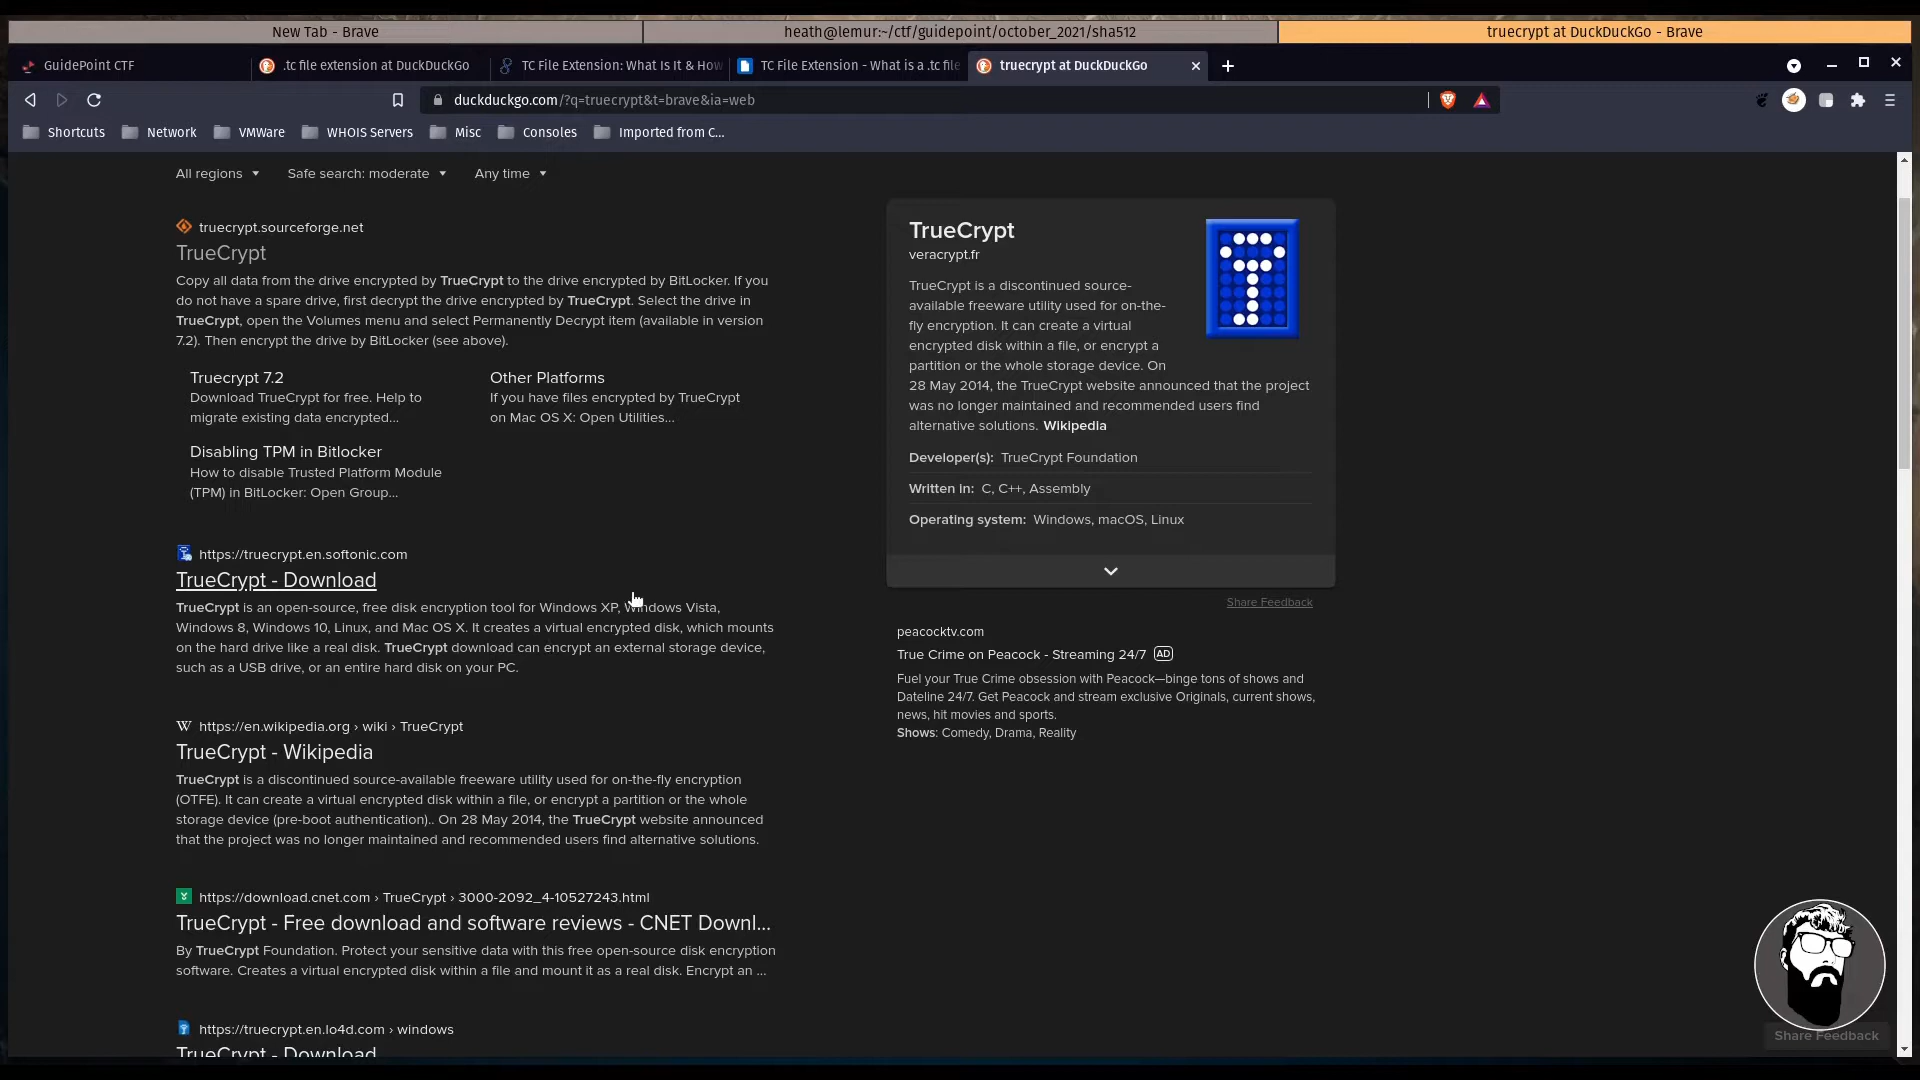 New Tab - Brave
heath@lemur:~/ctf/guidepoint/october_2021/sha512
truecrypt at DuckDuckGo - Brave
GuidePoint CTF
.tc file extension at DuckDuckGo
TC File Extension: What Is It & How
TC File Extension - What is a .tc file
truecrypt at DuckDuckGo
duckduckgo.com/?q=truecrypt&t=brave&ia=web
Shortcuts
Network
VMWare
WHOIS Servers
Misc
Consoles
Imported from C...
All regions
Safe search: moderate
Any time
truecrypt.sourceforge.net
TrueCrypt
Copy all data from the drive encrypted by TrueCrypt to the drive encrypted by BitLocker. If you
do not have a spare drive, first decrypt the drive encrypted by TrueCrypt. Select the drive in
TrueCrypt, open the Volumes menu and select Permanently Decrypt item (available in version
7.2). Then encrypt the drive by BitLocker (see above).
Truecrypt 7.2
Download TrueCrypt for free. Help to
migrate existing data encrypted...
Other Platforms
If you have files encrypted by TrueCrypt
on Mac OS X: Open Utilities...
Disabling TPM in Bitlocker
How to disable Trusted Platform Module
(TPM) in BitLocker: Open Group...
https://truecrypt.en.softonic.com
TrueCrypt - Download
TrueCrypt is an open-source, free disk encryption tool for Windows XP, Windows Vista,
Windows 8, Windows 10, Linux, and Mac OS X. It creates a virtual encrypted disk, which mounts
on the hard drive like a real disk. TrueCrypt download can encrypt an external storage device,
such as a USB drive, or an entire hard disk on your PC.
https://en.wikipedia.org › wiki › TrueCrypt
TrueCrypt - Wikipedia
TrueCrypt is a discontinued source-available freeware utility used for on-the-fly encryption
(OTFE). It can create a virtual encrypted disk within a file, or encrypt a partition or the whole
storage device (pre-boot authentication).. On 28 May 2014, the TrueCrypt website announced
that the project was no longer maintained and recommended users find alternative solutions.
https://download.cnet.com › TrueCrypt › 3000-2092_4-10527243.html
TrueCrypt - Free download and software reviews - CNET Downl...
By TrueCrypt Foundation. Protect your sensitive data with this free open-source disk encryption
software. Creates a virtual encrypted disk within a file and mount it as a real disk. Encrypt an ...
https://truecrypt.en.lo4d.com › windows
TrueCrypt - Download
TrueCrypt
veracrypt.fr
TrueCrypt is a discontinued source-
available freeware utility used for on-the-
fly encryption. It can create a virtual
encrypted disk within a file, or encrypt a
partition or the whole storage device. On
28 May 2014, the TrueCrypt website announced that the project
was no longer maintained and recommended users find
alternative solutions. Wikipedia
Developer(s): TrueCrypt Foundation
Written in: C, C++, Assembly
Operating system: Windows, macOS, Linux
Share Feedback
peacocktv.com
True Crime on Peacock - Streaming 24/7 AD
Fuel your True Crime obsession with Peacock—binge tons of shows and
Dateline 24/7. Get Peacock and stream exclusive Originals, current shows,
news, hit movies and sports.
Shows: Comedy, Drama, Reality
Share Feedback